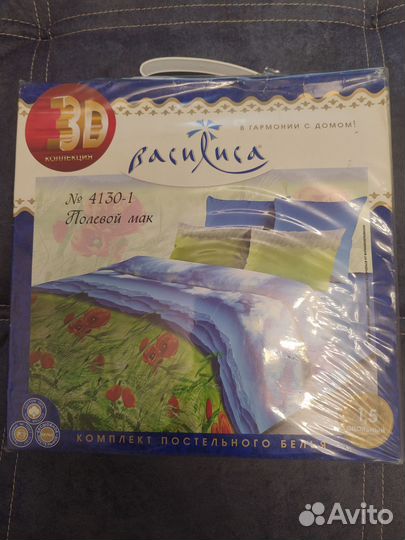 3D
КОЛЛЕКЦИЯ
В ГАРМОНИИ С ДОМОМ!
Василиса
№ 4130-1
Полевой мак
1.5
КОМПЛЕКТ ПОСТЕЛЬНОГО БЕЛЬЯ
Avito